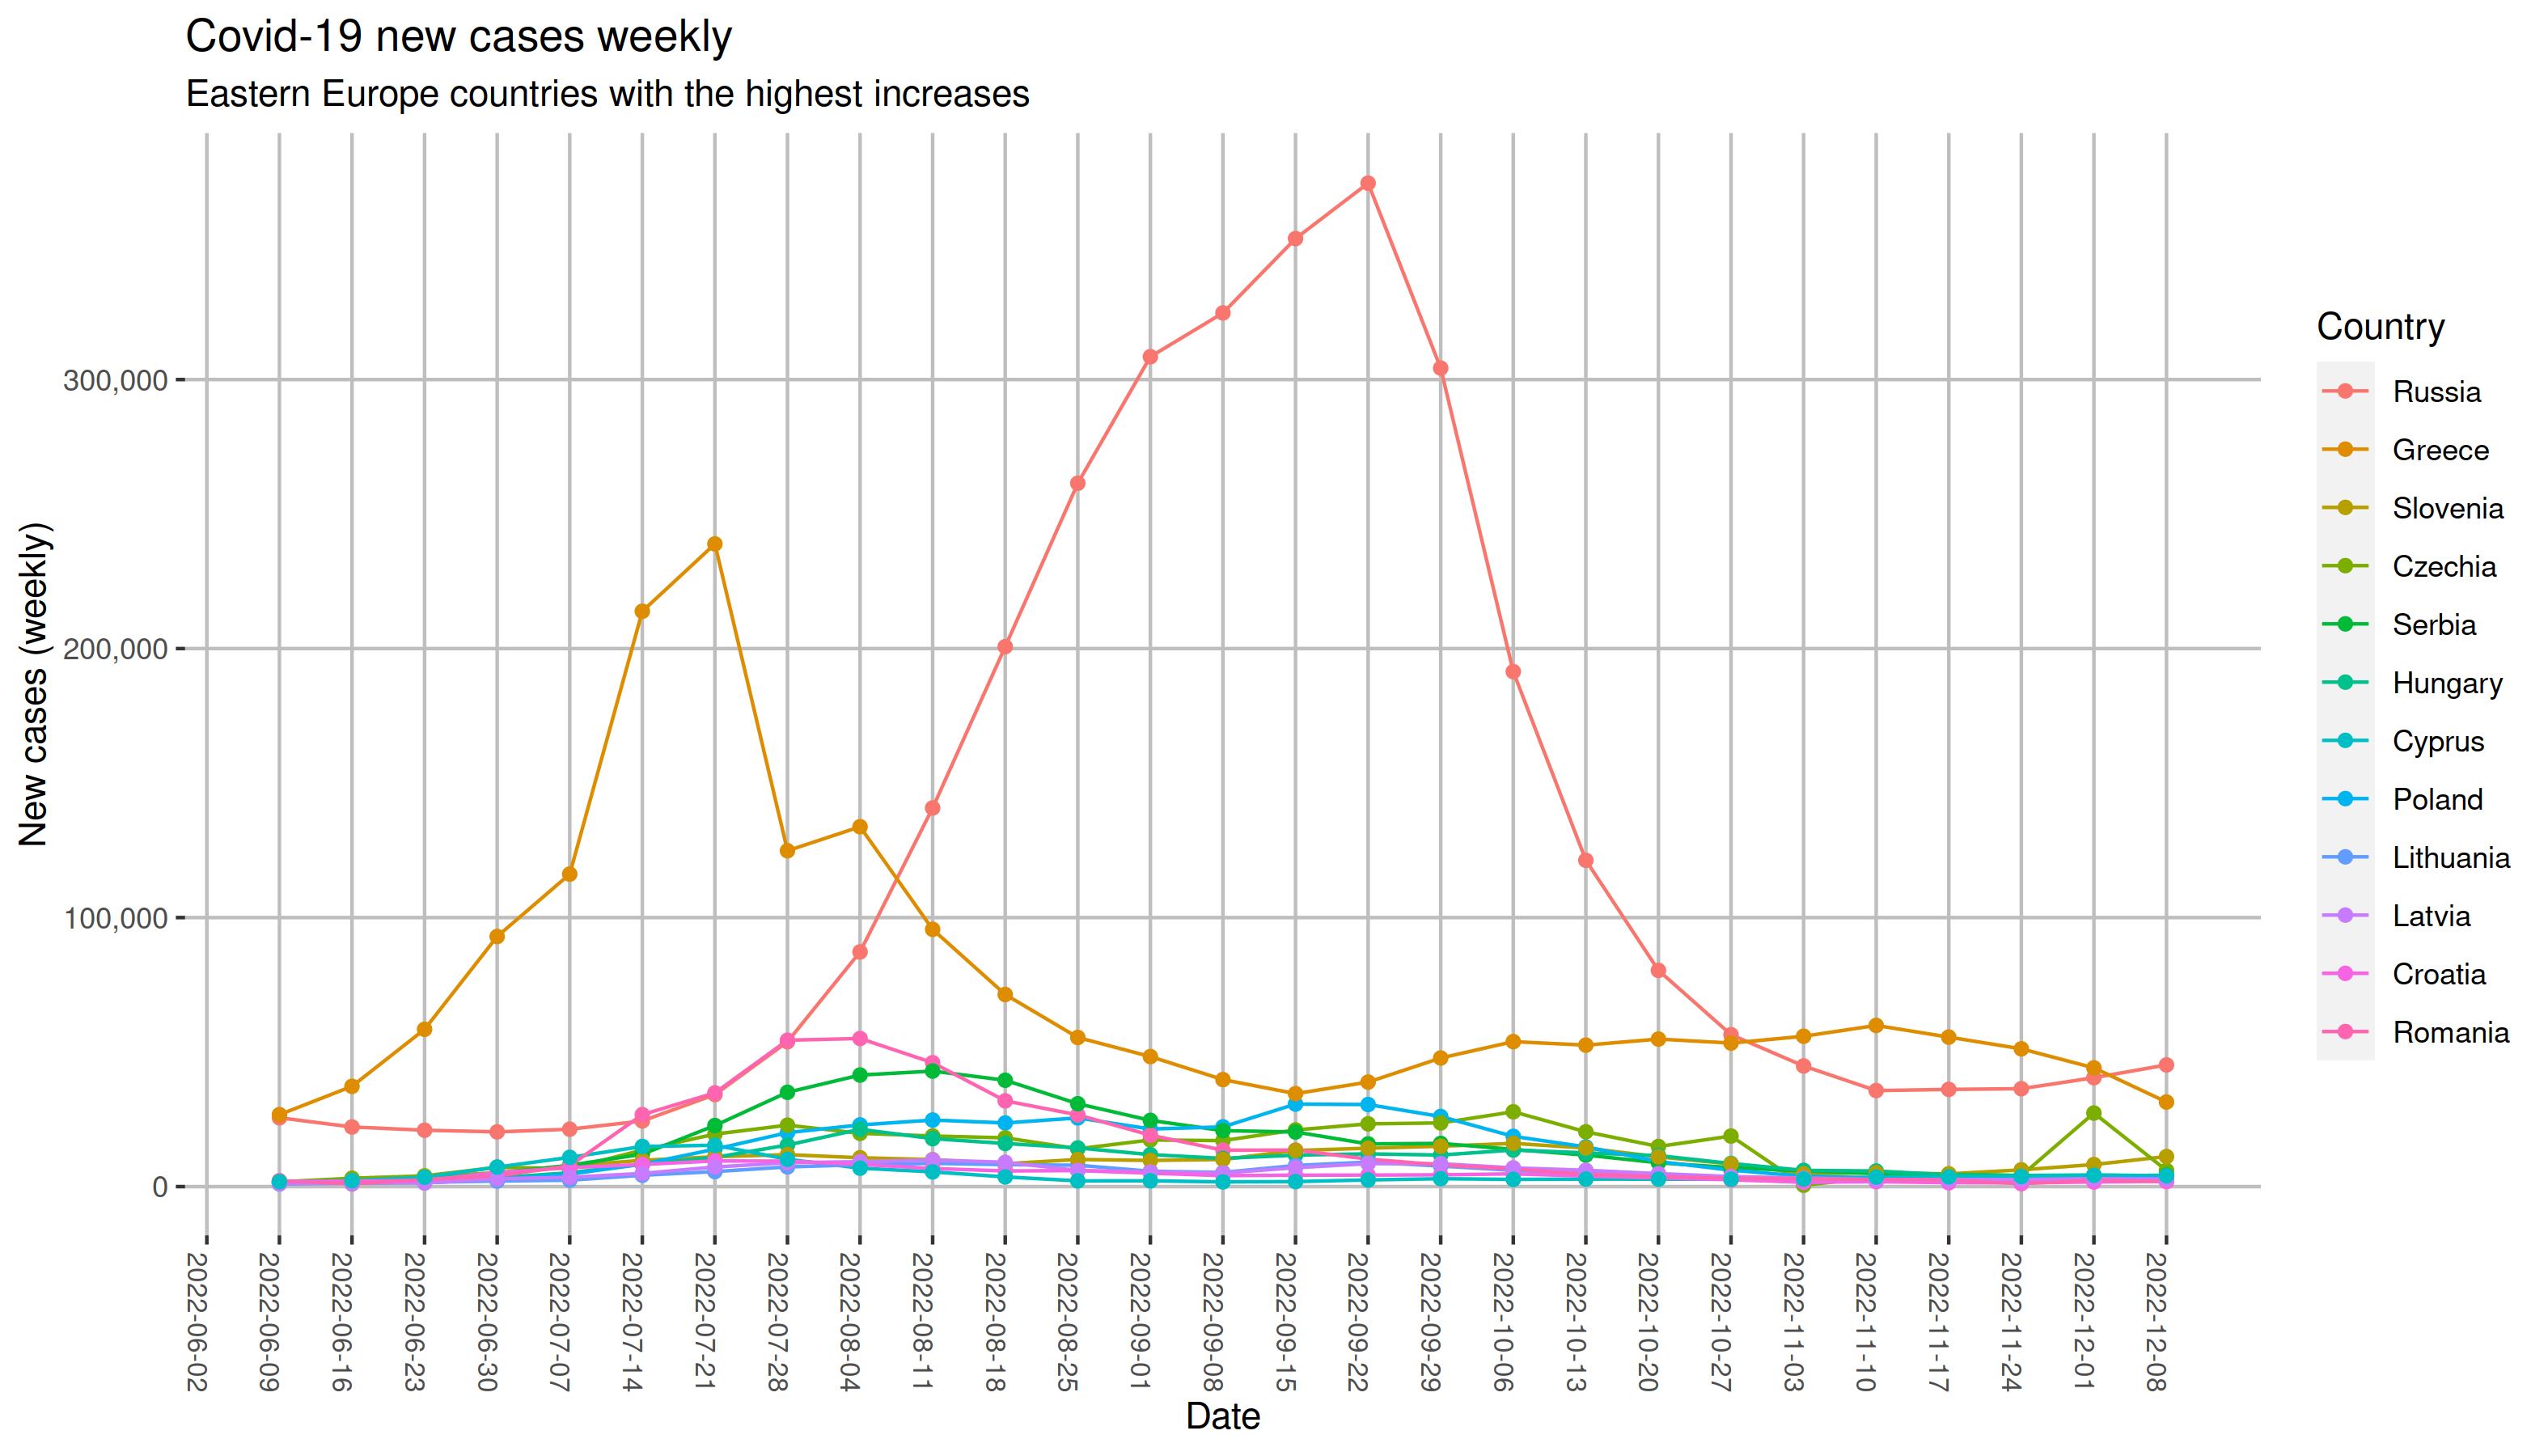 Covid-19 new cases weekly
Eastern Europe countries with the highest increases
New cases (weekly)
300,000
200,000
100,000
0
2022-06-02
2022-06-09
2022-06-16
2022-06-23
2022-06-30
2022-07-07
2022-07-14
2022-07-21
2022-07-28
2022-08-04
2022-08-11
2022-08-18
2022-08-25
2022-09-01
2022-09-08
2022-09-15
2022-09-22
2022-09-29
2022-10-06
2022-10-13
2022-10-20
2022-10-27
2022-11-03
2022-11-10
2022-11-17
2022-11-24
2022-12-01
2022-12-08
Date
Country
Russia
Greece
Slovenia
Czechia
Serbia
Hungary
Cyprus
Poland
Lithuania
Latvia
Croatia
Romania